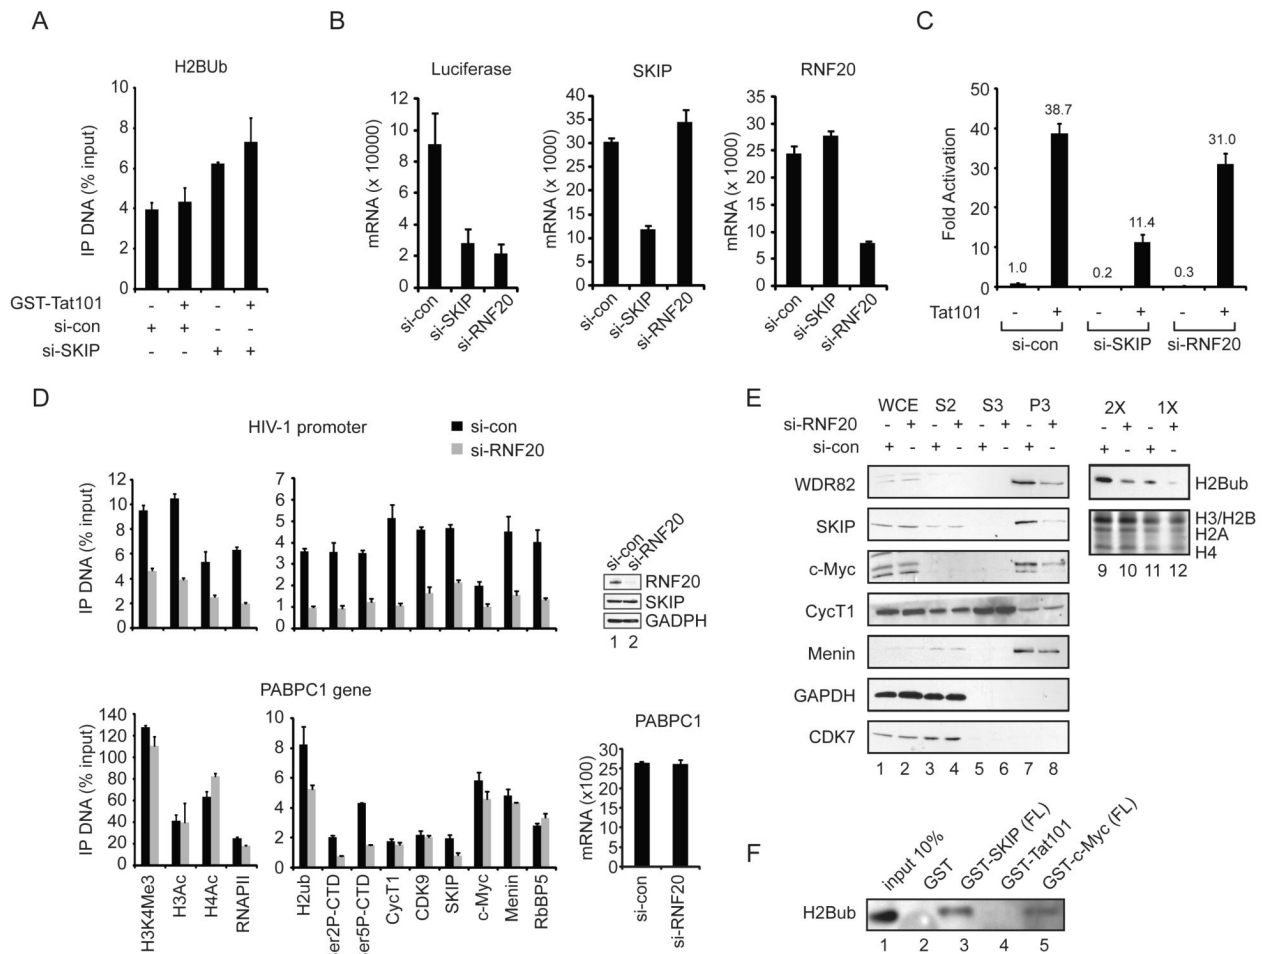 A
H2BUb
IP DNA (% input)
10
8
6
4
2
0
GST-Tat101 - + - +
si-con + + - -
si-SKIP - - + +
B
Luciferase
mRNA (x 10000)
12
10
8
6
4
2
0
si-con
si-SKIP
si-RNF20
SKIP
mRNA (x 1000)
40
35
30
25
20
15
10
5
0
si-con
si-SKIP
si-RNF20
RNF20
mRNA (x 1000)
35
30
25
20
15
10
5
0
si-con
si-SKIP
si-RNF20
C
Fold Activation
50
40
30
20
10
0
1.0
38.7
0.2
11.4
0.3
31.0
Tat101 - + - + - +
si-con si-SKIP si-RNF20
D
HIV-1 promoter
si-con
si-RNF20
IP DNA (% input)
12
10
8
6
4
2
0
7
6
5
4
3
2
1
0
si-con
si-RNF20
RNF20
SKIP
GADPH
1 2
PABPC1 gene
IP DNA (% input)
140
120
100
80
60
40
20
0
H3K4Me3
H3Ac
H4Ac
RNAPII
10
8
6
4
2
0
H2ub
er2P-CTD
er5P-CTD
CycT1
CDK9
SKIP
c-Myc
Menin
RbBP5
PABPC1
mRNA (x100)
30
25
20
15
10
5
0
si-con
si-RNF20
E
WCE S2 S3 P3
si-RNF20 - + - + - + - +
si-con + - + - + - + -
WDR82
SKIP
c-Myc
CycT1
Menin
GAPDH
CDK7
1 2 3 4 5 6 7 8
2X 1X
- + - +
+ - + -
H2Bub
H3/H2B
H2A
H4
9 10 11 12
F
input 10%
GST
GST-SKIP (FL)
GST-Tat101
GST-c-Myc (FL)
H2Bub
1 2 3 4 5